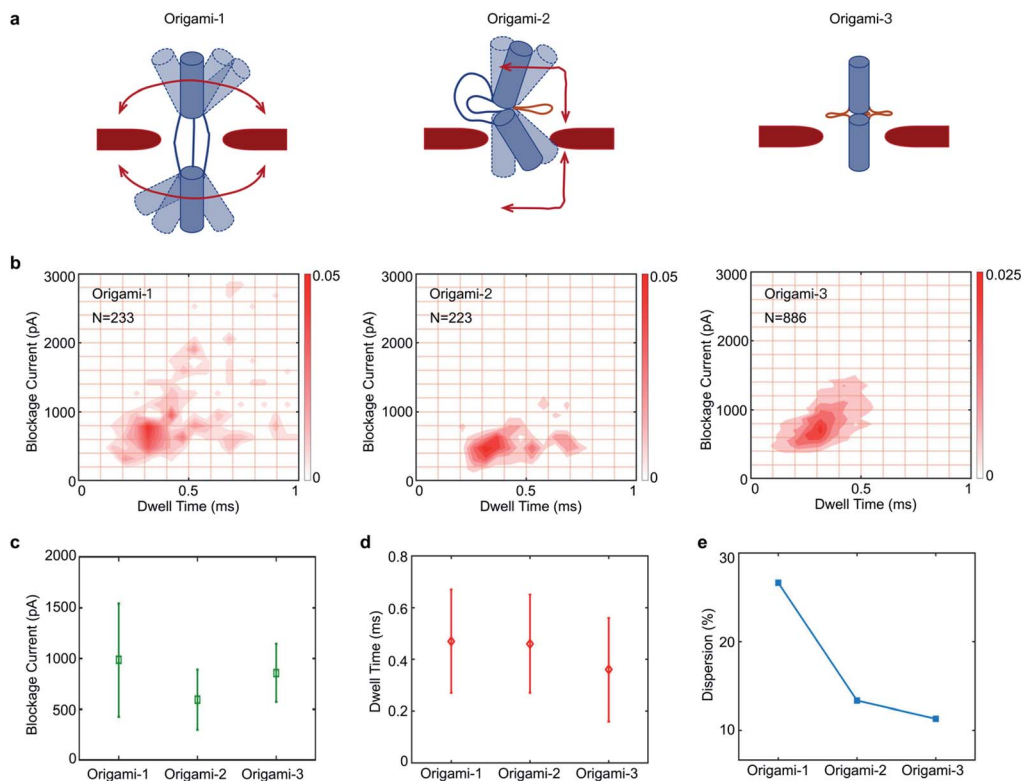 a
Origami-1
Origami-2
Origami-3
b
3000
2000
1000
0
Blockage Current (pA)
Origami-1
N=233
0 0.5 1
Dwell Time (ms)
0.05
0
3000
2000
1000
0
Blockage Current (pA)
Origami-2
N=223
0 0.5 1
Dwell Time (ms)
0.05
0
3000
2000
1000
0
Blockage Current (pA)
Origami-3
N=886
0 0.5 1
Dwell Time (ms)
0.025
0
c
2000
1500
1000
500
0
Blockage Current (pA)
Origami-1 Origami-2 Origami-3
d
0.8
0.6
0.4
0.2
0.0
Dwell Time (ms)
Origami-1 Origami-2 Origami-3
e
30
20
10
Dispersion (%)
Origami-1 Origami-2 Origami-3